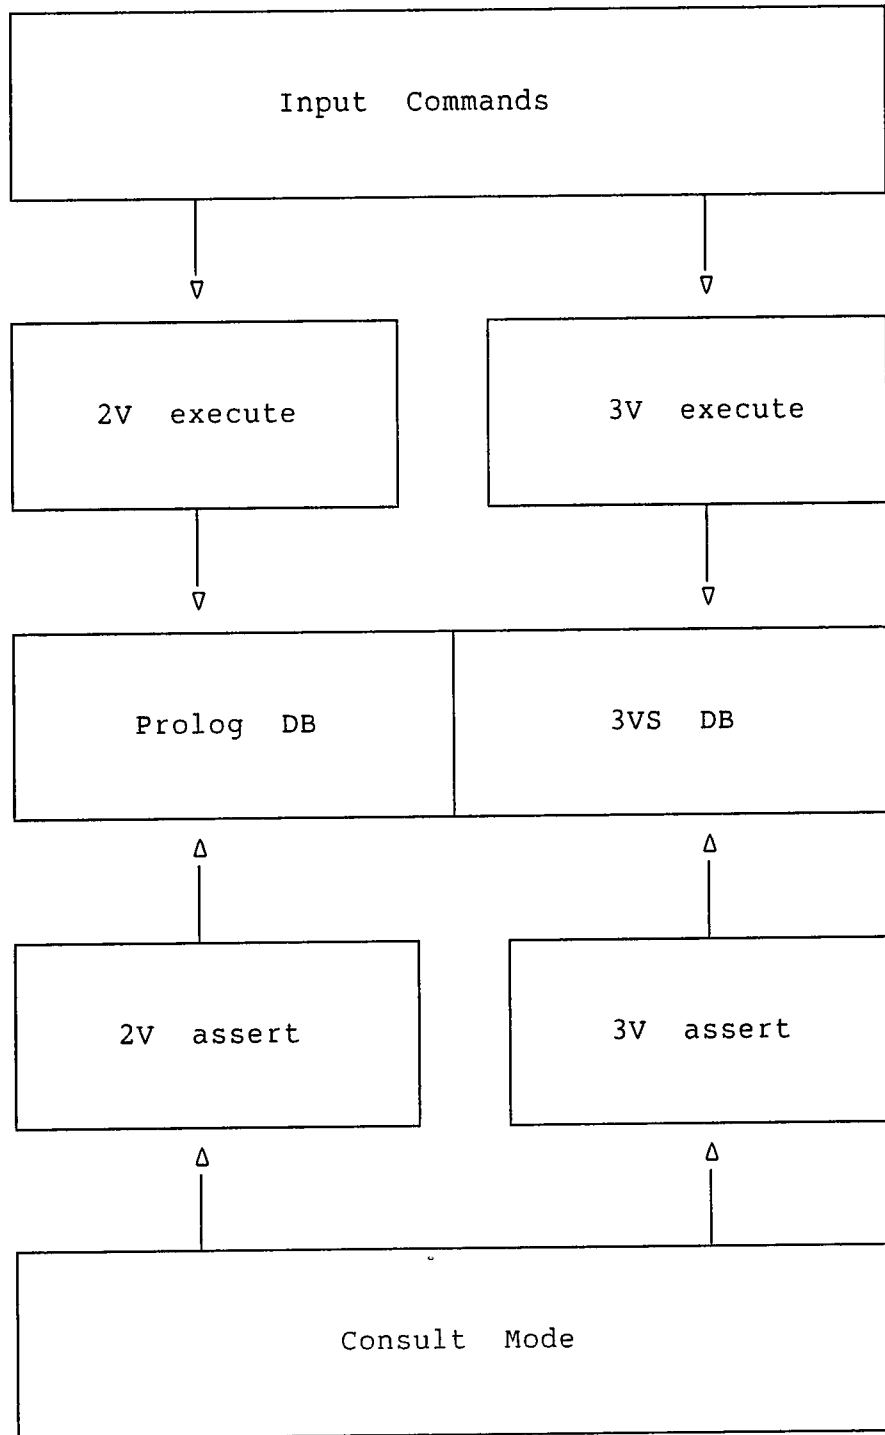 Input Commands
2V execute
3V execute
Prolog DB
3VS DB
2V assert
3V assert
Consult Mode